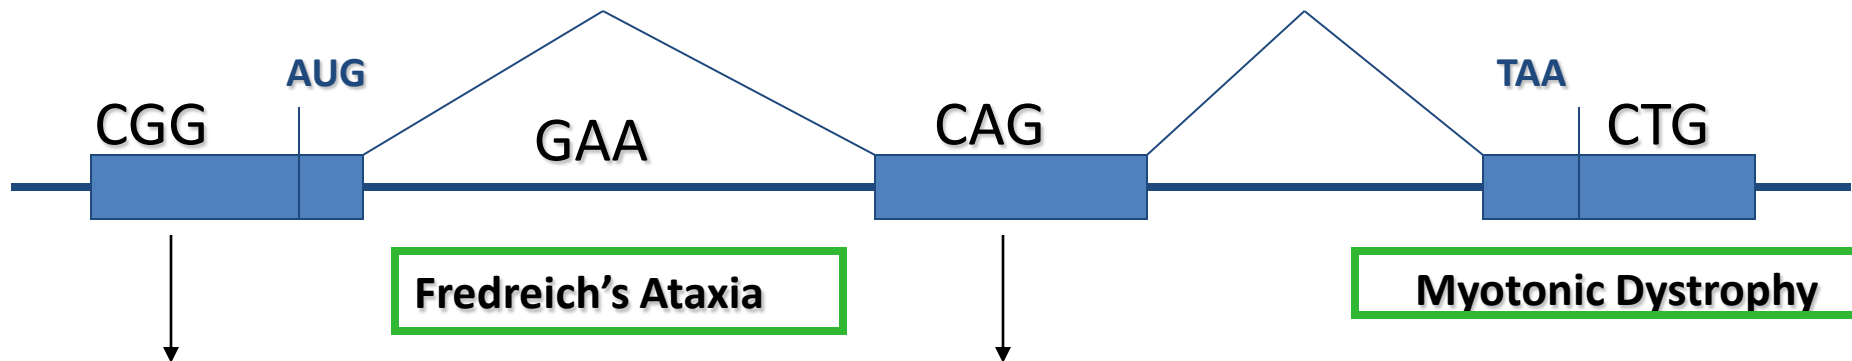 AUG
TAA
CGG
GAA
CAG
CTG
Fredreich’s Ataxia
Myotonic Dystrophy